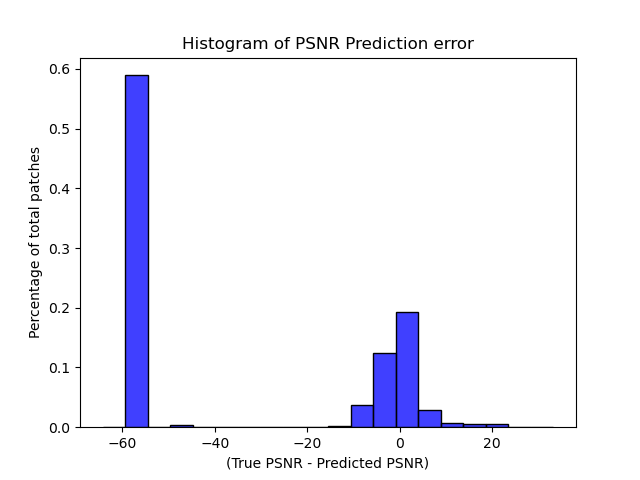 Histogram of PSNR Prediction error
Percentage of total patches
0.6
0.5
0.4
0.3
0.2
0.1
0.0
−60 −40 −20 0 20
(True PSNR - Predicted PSNR)